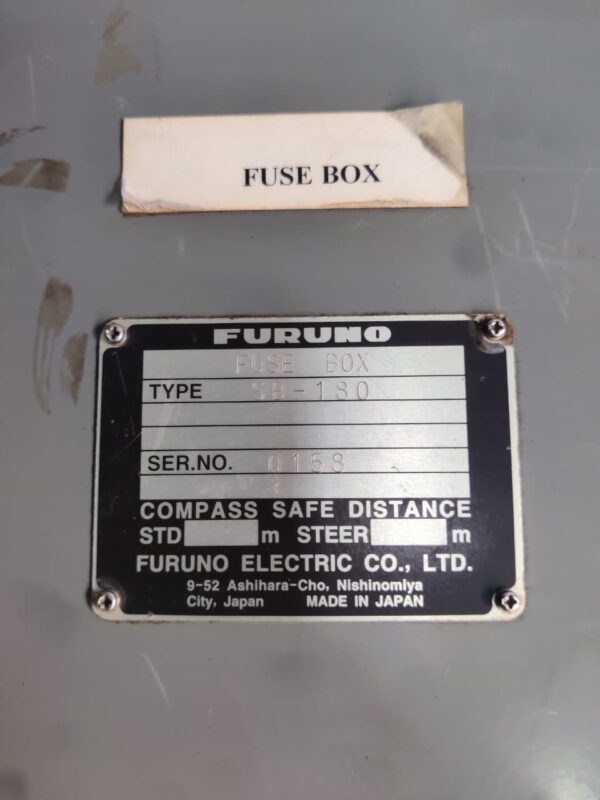 FUSE BOX
FURUNO
FUSE BOX
TYPE SB-180
SER.NO. 0158
COMPASS SAFE DISTANCE
STD m STEER m
FURUNO ELECTRIC CO., LTD.
9-52 Ashihara-Cho, Nishinomiya
City, Japan MADE IN JAPAN